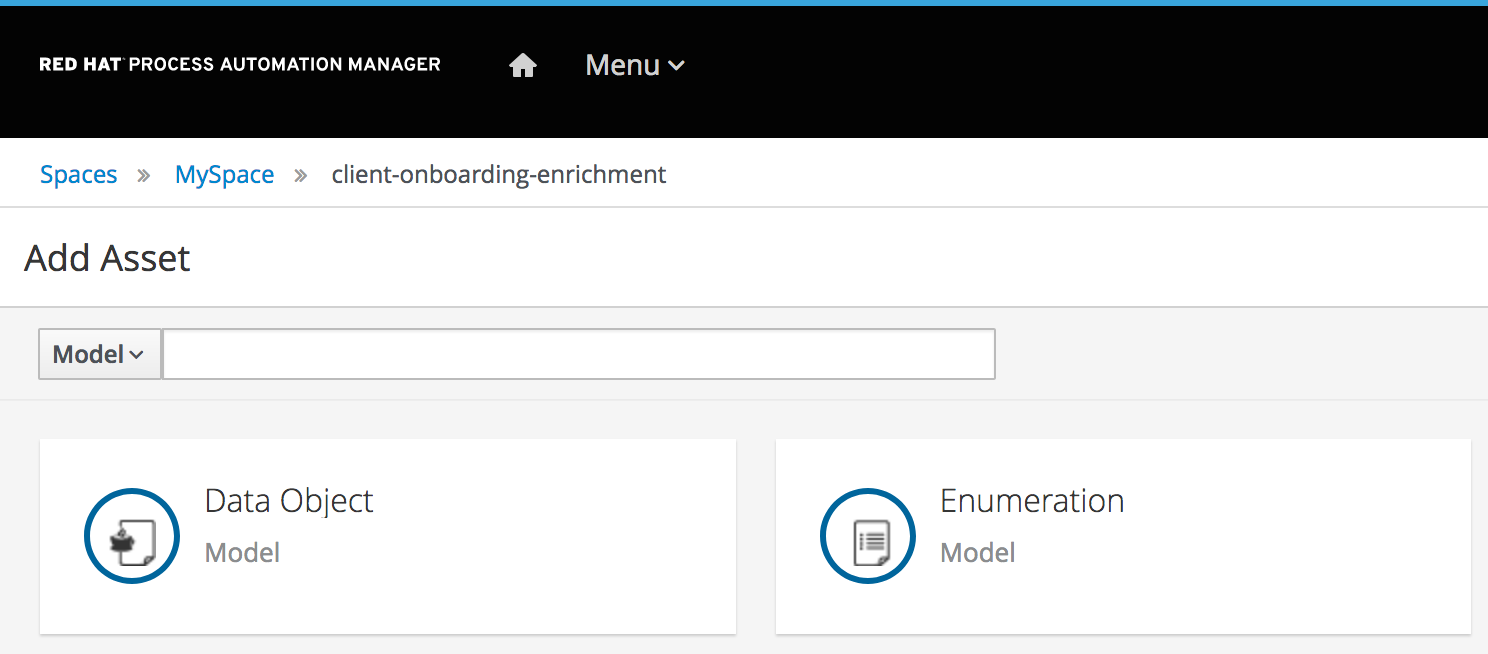 RED HAT PROCESS AUTOMATION MANAGER Menu
Spaces » MySpace » client-onboarding-enrichment
Add Asset
Model
Data Object
Model
Enumeration
Model